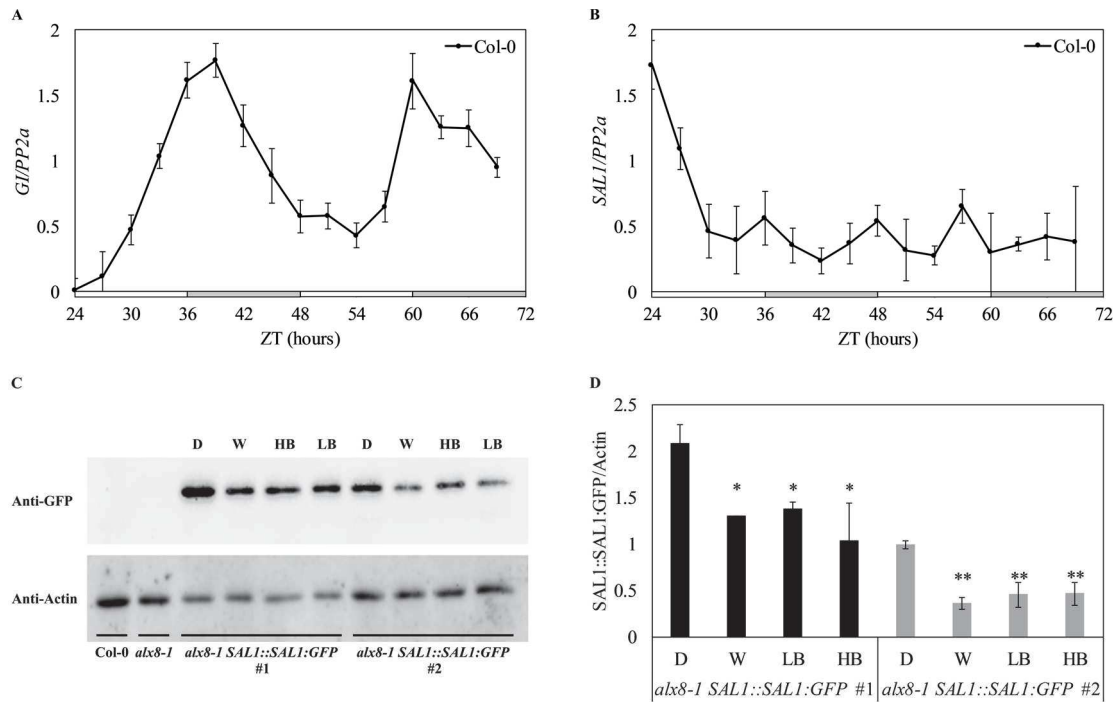 A
2
1.5
1
0.5
0
GI/PP2a
Col-0
24 30 36 42 48 54 60 66 72
ZT (hours)
B
2
1.5
1
0.5
0
SAL1/PP2a
Col-0
24 30 36 42 48 54 60 66 72
ZT (hours)
C
D W HB LB D W HB LB
Anti-GFP
Anti-Actin
Col-0 alx8-1 alx8-1 SAL1::SAL1:GFP alx8-1 SAL1::SAL1:GFP
#1 #2
D
2.5
2
1.5
1
0.5
0
SAL1::SAL1:GFP/Actin
* * *
** ** **
D W LB HB D W LB HB
alx8-1 SAL1::SAL1:GFP #1 alx8-1 SAL1::SAL1:GFP #2